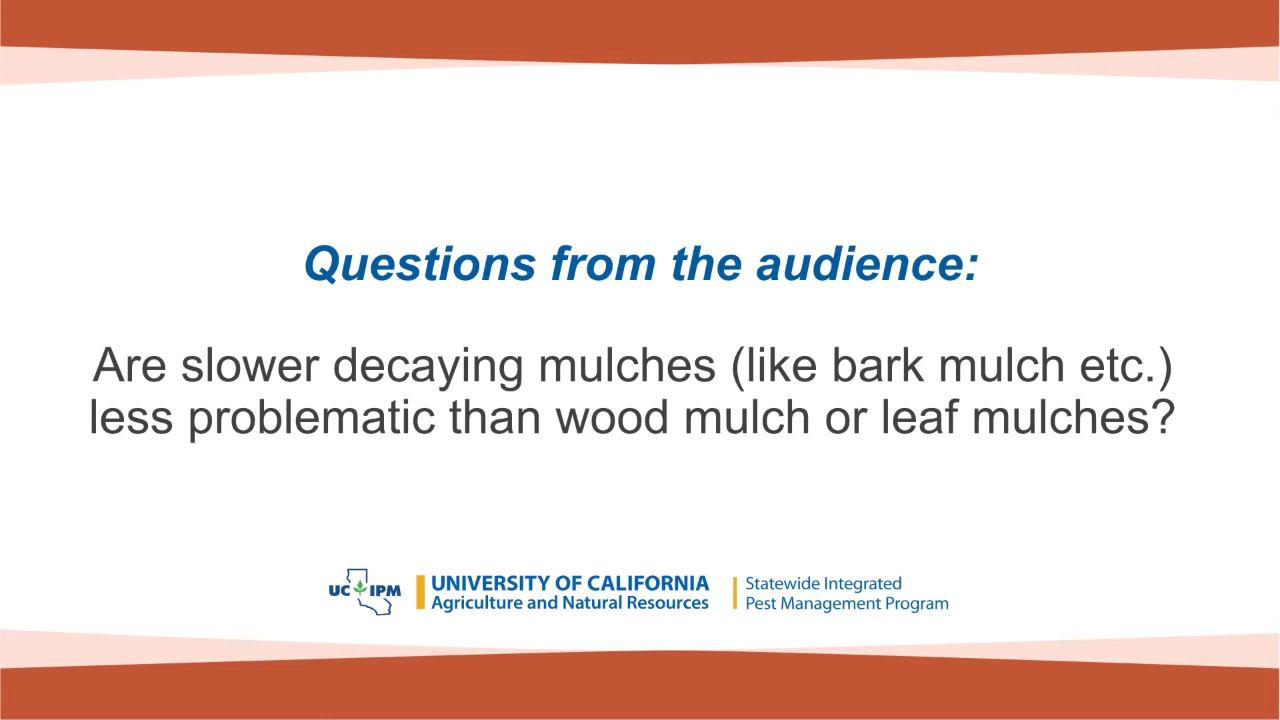 Questions from the audience:
Are slower decaying mulches (like bark mulch etc.)
less problematic than wood mulch or leaf mulches?
UC IPM
UNIVERSITY OF CALIFORNIA
Agriculture and Natural Resources
Statewide Integrated
Pest Management Program